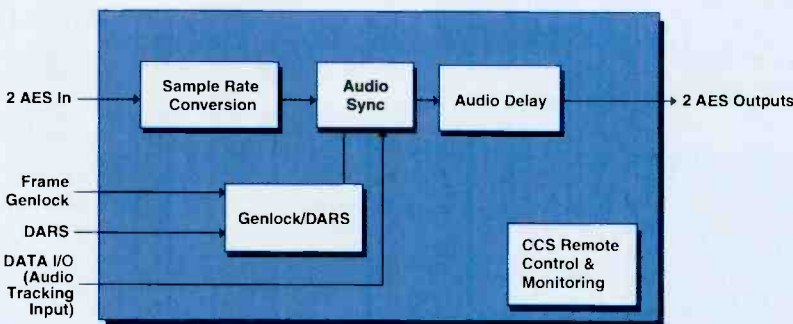 2 AES In
Sample Rate
Conversion
Audio
Sync
Audio Delay
2 AES Outputs
Frame
Genlock
DARS
Genlock/DARS
DATA I/O
(Audio
Tracking
Input)
CCS Remote
Control &
Monitoring